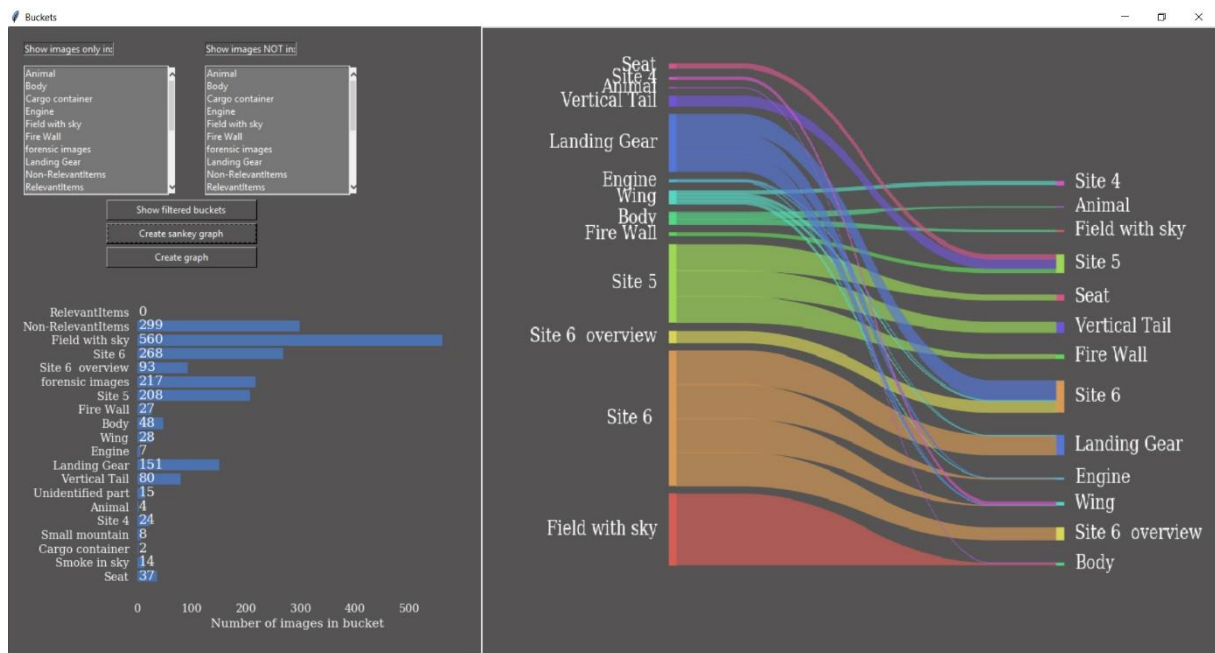 Buckets
Show images only in:
Show images NOT in:
Animal
Body
Cargo container
Engine
Field with sky
Fire Wall
forensic images
Landing Gear
Non-RelevantItems
RelevantItems
Animal
Body
Cargo container
Engine
Field with sky
Fire Wall
forensic images
Landing Gear
Non-RelevantItems
RelevantItems
Show filtered buckets
Create sankey graph
Create graph
RelevantItems 0
Non-RelevantItems 299
Field with sky 560
Site 6 268
Site 6 overview 93
forensic images 217
Site 5 208
Fire Wall 27
Body 48
Wing 28
Engine 7
Landing Gear 151
Vertical Tail 80
Unidentified part 15
Animal 4
Site 4 24
Small mountain 8
Cargo container 2
Smoke in sky 14
Seat 37
0 100 200 300 400 500
Number of images in bucket
Seat
Site 4
Animal
Vertical Tail
Landing Gear
Engine
Wing
Body
Fire Wall
Site 5
Site 6 overview
Site 6
Field with sky
Site 4
Animal
Field with sky
Site 5
Seat
Vertical Tail
Fire Wall
Site 6
Landing Gear
Engine
Wing
Site 6 overview
Body